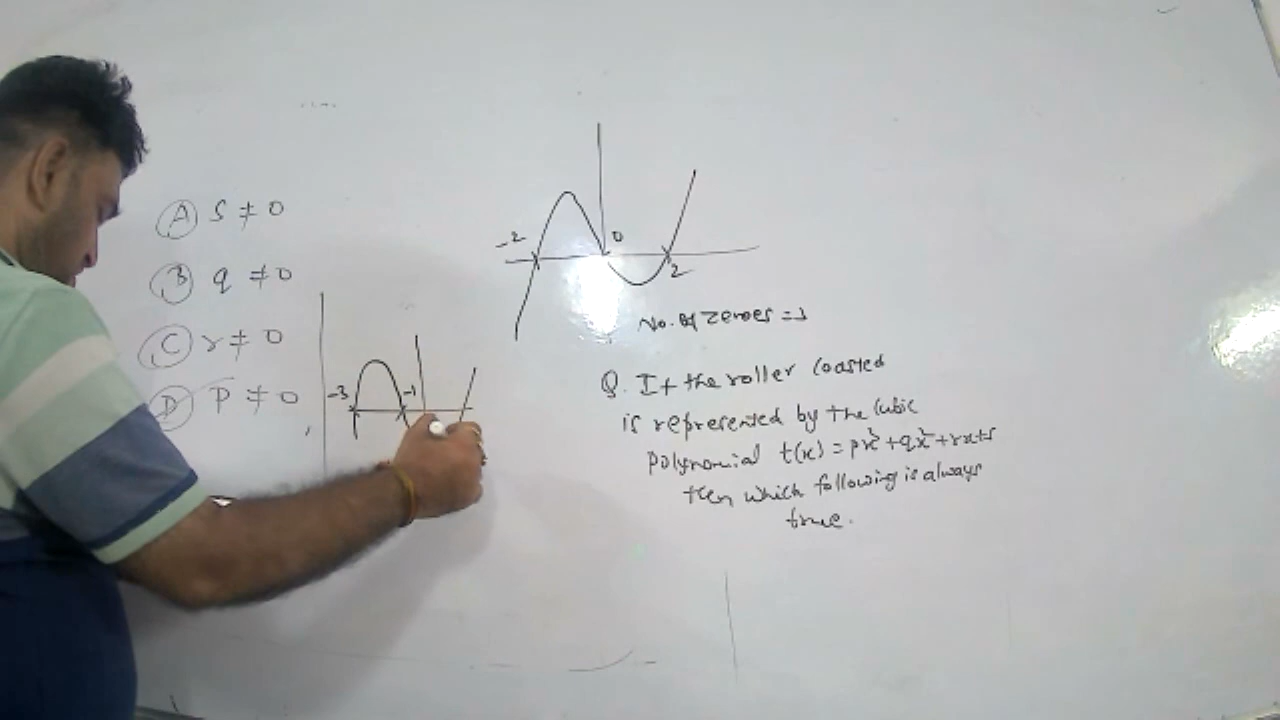 -2
0
2
No. of zeroes = 3
(A) S ≠ 0
(B) q ≠ 0
(C) r ≠ 0
(D) P ≠ 0
-3
-1
Q. If the roller Coasted
is represented by the Cubic
polynomial t(x) = px³+qx²+rx+s
then which following is always
true.